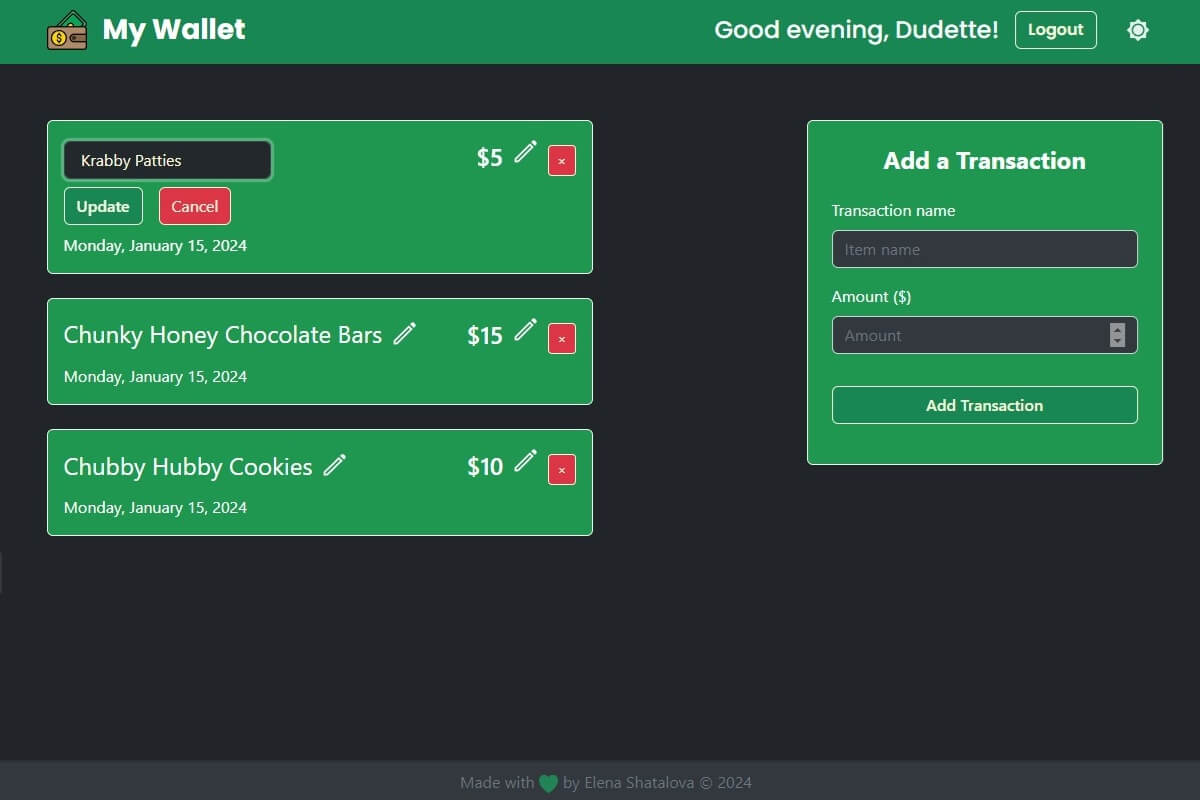 My Wallet
Good evening, Dudette!
Logout
Krabby Patties
$5
×
Update
Cancel
Monday, January 15, 2024
Chunky Honey Chocolate Bars
$15
×
Monday, January 15, 2024
Chubby Hubby Cookies
$10
×
Monday, January 15, 2024
Add a Transaction
Transaction name
Item name
Amount ($)
Amount
Add Transaction
Made with 💚 by Elena Shatalova © 2024